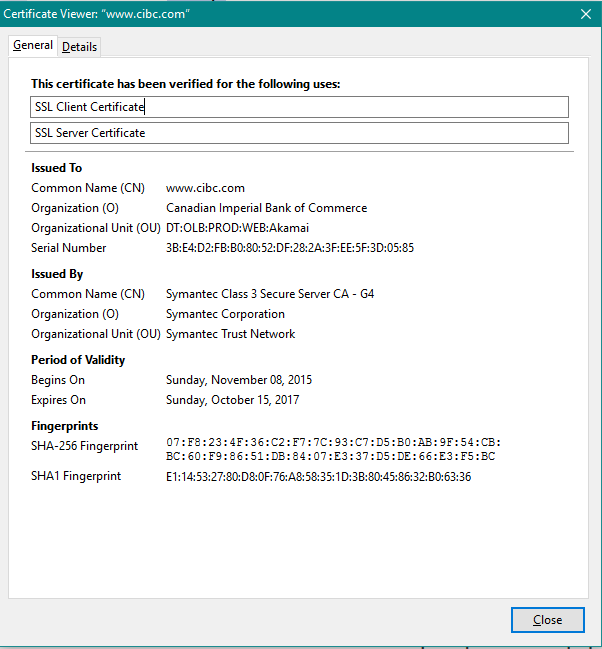 Certificate Viewer: "www.cibc.com"
General Details
This certificate has been verified for the following uses:
SSL Client Certificate
SSL Server Certificate
Issued To
Common Name (CN) www.cibc.com
Organization (O) Canadian Imperial Bank of Commerce
Organizational Unit (OU) DT:OLB:PROD:WEB:Akamai
Serial Number 3B:E4:D2:FB:B0:80:52:DF:28:2A:3F:EE:5F:3D:05:85
Issued By
Common Name (CN) Symantec Class 3 Secure Server CA - G4
Organization (O) Symantec Corporation
Organizational Unit (OU) Symantec Trust Network
Period of Validity
Begins On Sunday, November 08, 2015
Expires On Sunday, October 15, 2017
Fingerprints
SHA-256 Fingerprint 07:F8:23:4F:36:C2:F7:7C:93:C7:D5:B0:AB:9F:54:CB:
BC:60:F9:86:51:DB:84:07:E3:37:D5:DE:66:E3:F5:BC
SHA1 Fingerprint E1:14:53:27:80:D8:0F:76:A8:58:35:1D:3B:80:45:86:32:B0:63:36
Close